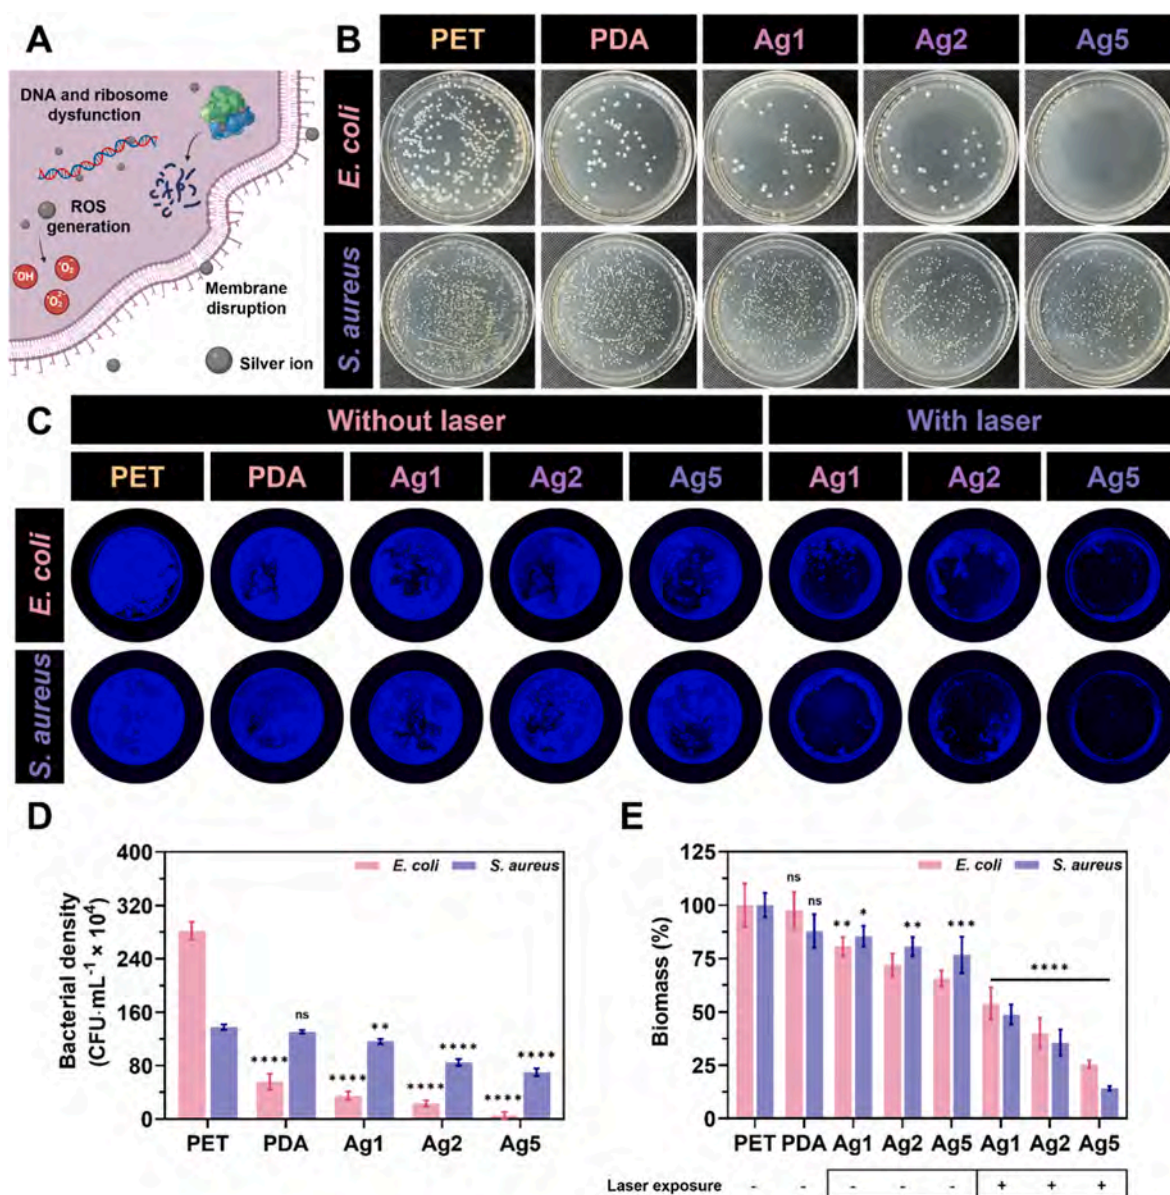 A
DNA and ribosome
dysfunction
ROS
generation
·OH
·O₂⁻
·O₂⁻
Membrane
disruption
Silver ion
B
PET PDA Ag1 Ag2 Ag5
E. coli
S. aureus
C
Without laser With laser
PET PDA Ag1 Ag2 Ag5 Ag1 Ag2 Ag5
E. coli
S. aureus
D
Bacterial density
(CFU·mL⁻¹ × 10⁴)
400
320
240
160
80
0
E. coli S. aureus
ns
**
**** **** **** **** **** ****
PET PDA Ag1 Ag2 Ag5
E
Biomass (%)
125
100
75
50
25
0
E. coli S. aureus
ns ns ** * ** *** ****
PET PDA Ag1 Ag2 Ag5 Ag1 Ag2 Ag5
Laser exposure - - - - - + + +